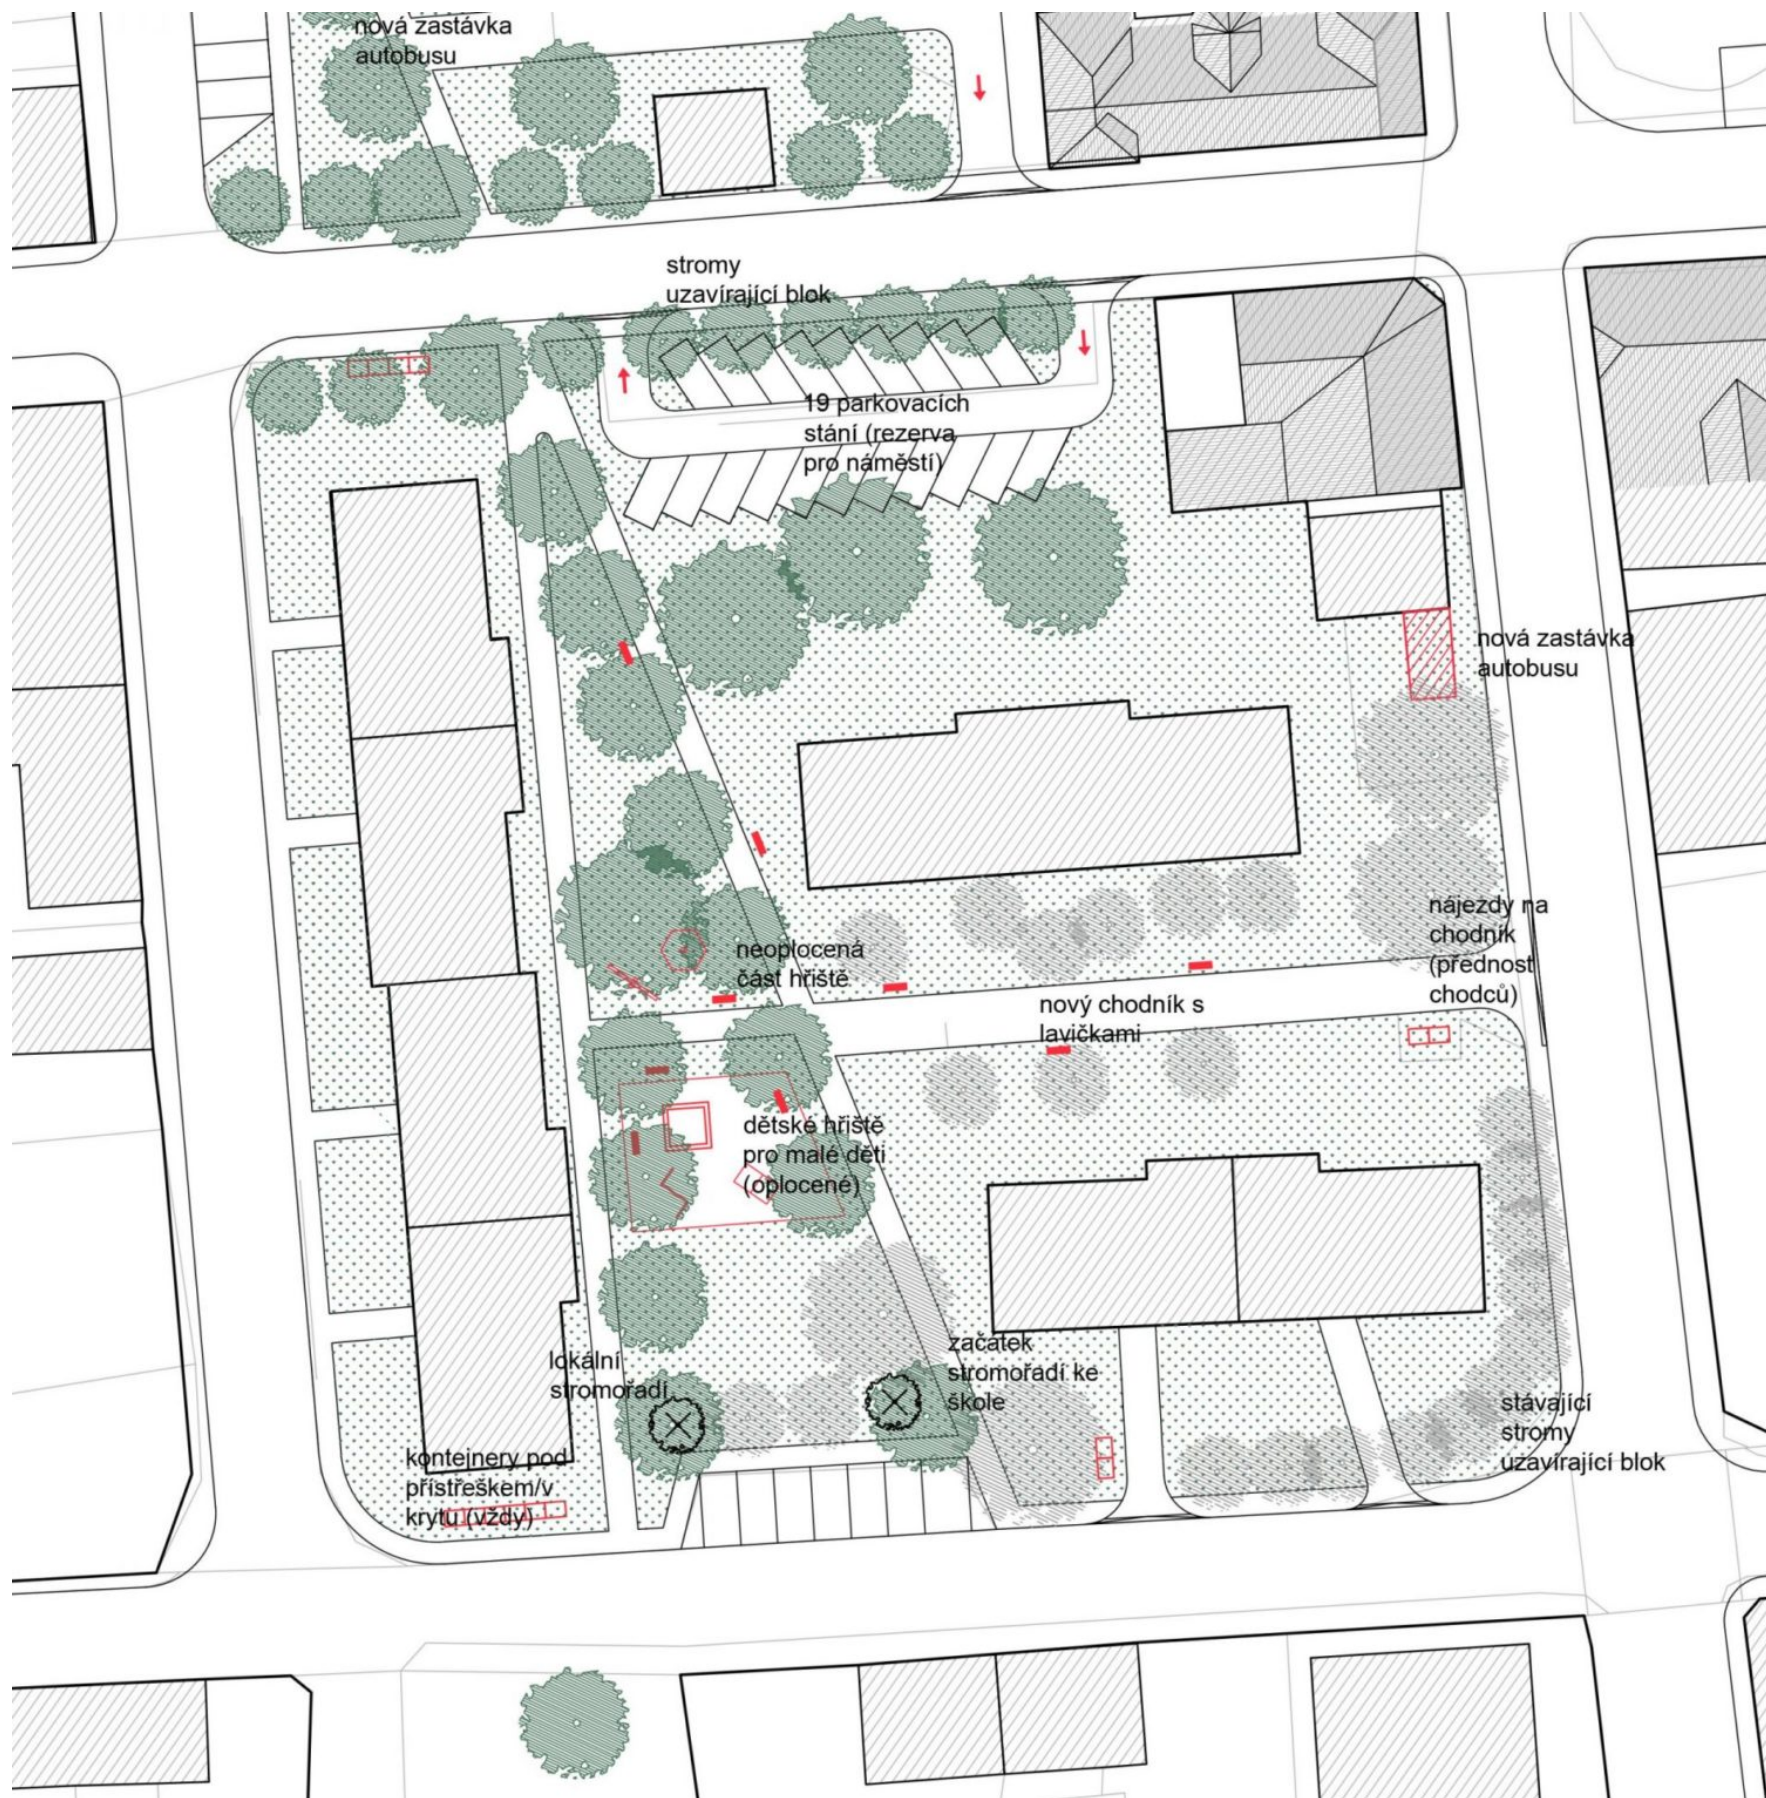 nová zastávka
autobusu
stromy
uzavírající blok
19 parkovacích
stání (rezerva
pro náměstí)
nová zastávka
autobusu
nájezdy na
chodník
(přednost
chodců)
neoplocená
část hřiště
nový chodník s
lavičkami
dětské hřiště
pro malé děti
(oplocené)
začátek
stromořadí ke
škole
lokální
stromořadí
stávající
stromy
uzavírající blok
kontejnery pod
přístřeškem/v
krytu (vždy)